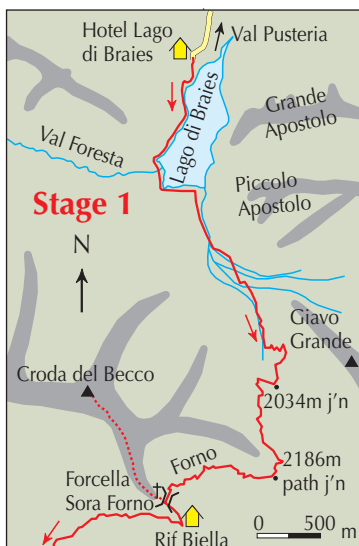 Hotel Lago
di Braies
Val Pusteria
Lago di Braies
Grande
Apostolo
Val Foresta
Piccolo
Apostolo
Stage 1
N
Giavo
Grande
Croda del Becco
2034m j'n
Forno
2186m
path j'n
Forcella
Sora Forno
Rif Biella
0 500
m